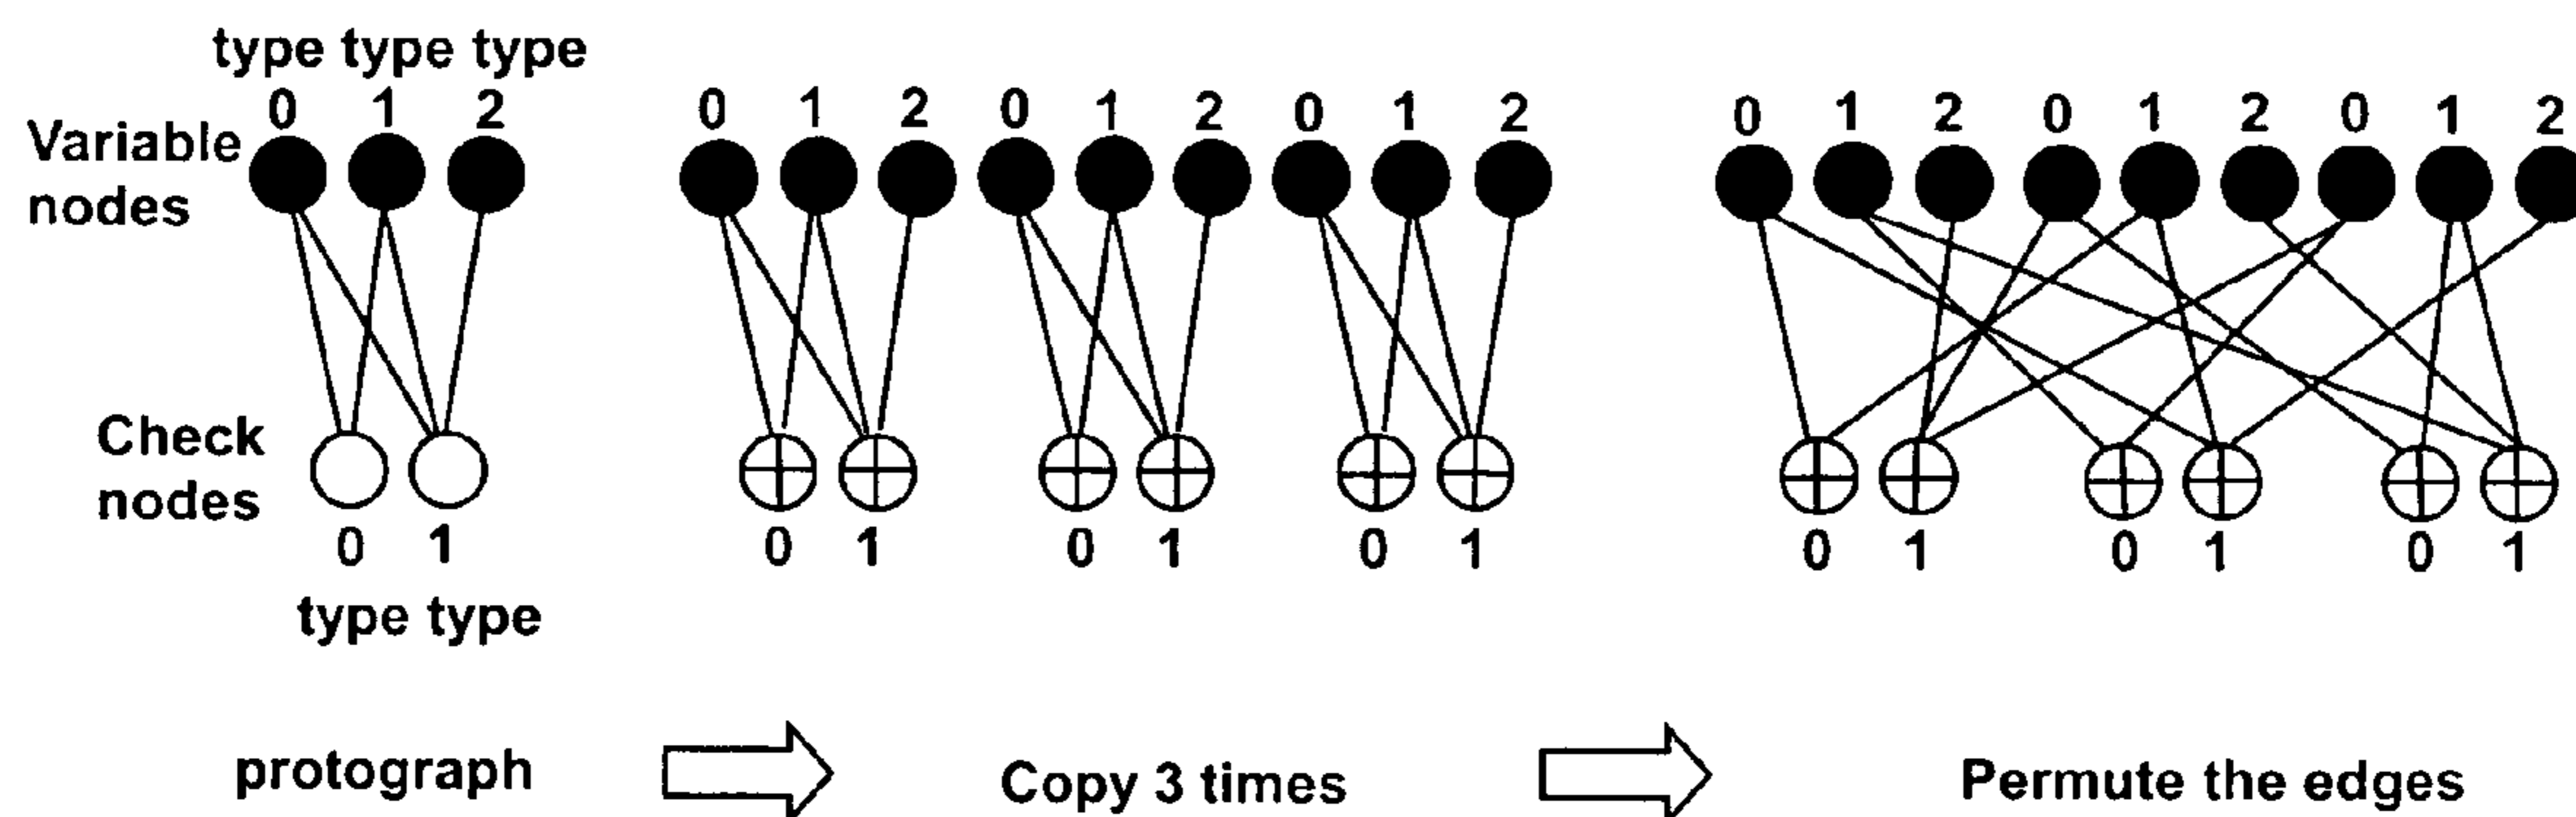 type type type
0 1 2
Variable
nodes
Check
nodes
0 1
type type
0 1 2 0 1 2 0 1 2
0 1 0 1 0 1
0 1 2 0 1 2 0 1 2
0 1 0 1 0 1
protograph
Copy 3 times
Permute the edges